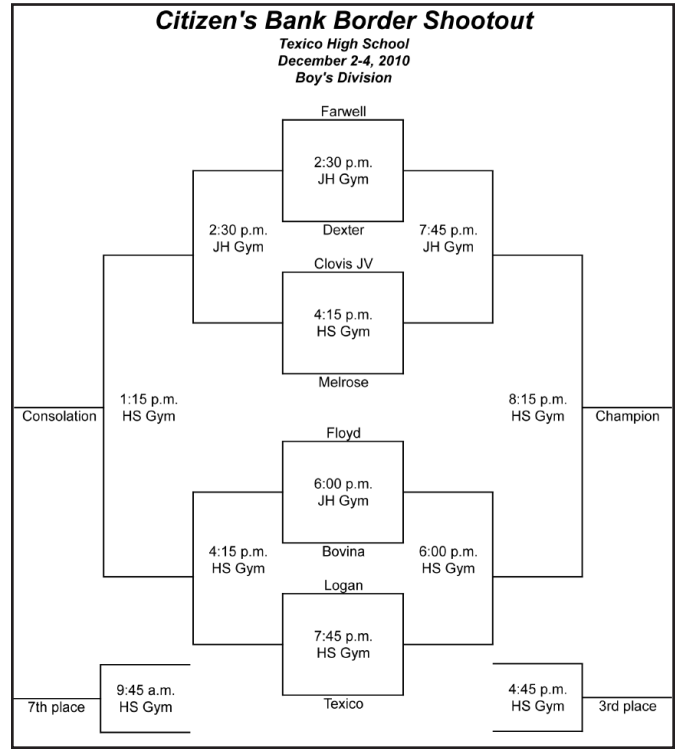 Citizen's Bank Border Shootout
Texico High School
December 2-4, 2010
Boy's Division
Farwell
2:30 p.m.
JH Gym
Dexter
2:30 p.m.
JH Gym
7:45 p.m.
JH Gym
Clovis JV
4:15 p.m.
HS Gym
Melrose
1:15 p.m.
HS Gym
Consolation
8:15 p.m.
HS Gym
Champion
Floyd
6:00 p.m.
JH Gym
Bovina
4:15 p.m.
HS Gym
6:00 p.m.
HS Gym
Logan
7:45 p.m.
HS Gym
Texico
9:45 a.m.
HS Gym
7th place
4:45 p.m.
HS Gym
3rd place